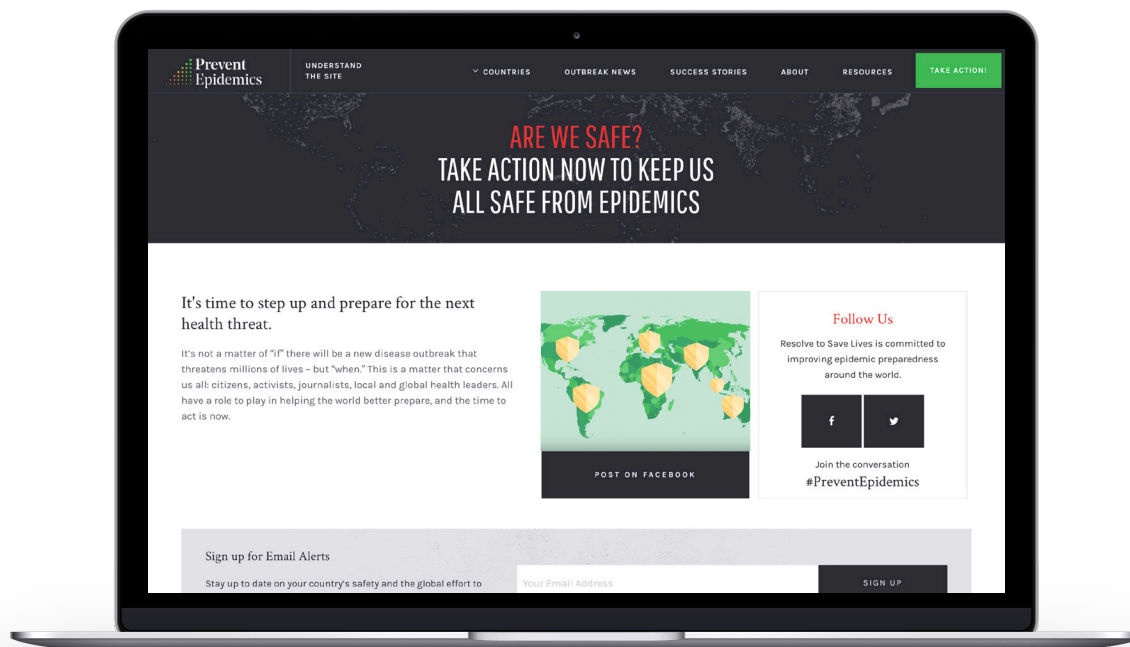 Prevent
Epidemics
UNDERSTAND
THE SITE
COUNTRIES
OUTBREAK NEWS
SUCCESS STORIES
ABOUT
RESOURCES
TAKE ACTION!
ARE WE SAFE?
TAKE ACTION NOW TO KEEP US
ALL SAFE FROM EPIDEMICS
It's time to step up and prepare for the next
health threat.
It's not a matter of "if" there will be a new disease outbreak that
threatens millions of lives – but "when." This is a matter that concerns
us all: citizens, activists, journalists, local and global health leaders. All
have a role to play in helping the world better prepare, and the time to
act is now.
POST ON FACEBOOK
Follow Us
Resolve to Save Lives is committed to
improving epidemic preparedness
around the world.
Join the conversation
#PreventEpidemics
Sign up for Email Alerts
Stay up to date on your country's safety and the global effort to
Your Email Address
SIGN UP